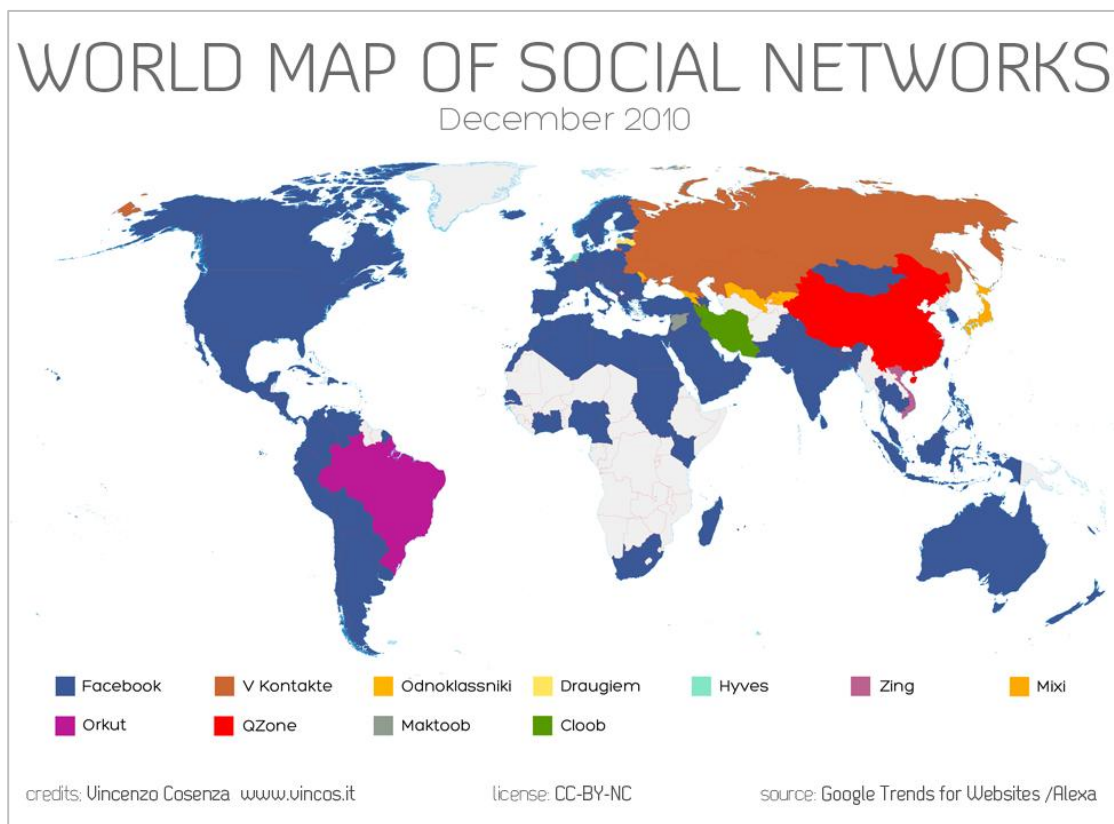 WORLD MAP OF SOCIAL NETWORKS
December 2010
Facebook V Kontakte Odnoklassniki Draugiem Hyves Zing Mixi
Orkut QZone Maktoob Cloob
credits: Vincenzo Cosenza www.vincos.it license: CC-BY-NC source: Google Trends for Websites /Alexa